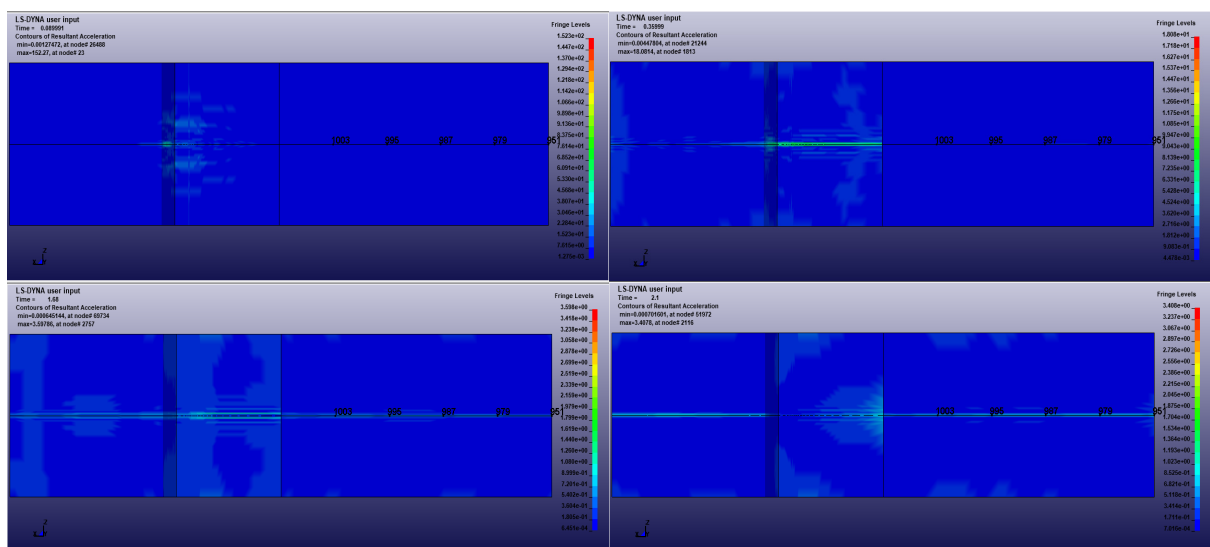 LS-DYNA user input
Time = 0.089991
Contours of Resultant Acceleration
min=0.00127472, at node# 26488
max=152.27, at node# 23
Fringe Levels
1.523e+02
1.447e+02
1.370e+02
1.294e+02
1.218e+02
1.142e+02
1.066e+02
9.898e+01
9.136e+01
8.375e+01
7.614e+01
6.852e+01
6.091e+01
5.330e+01
4.568e+01
3.807e+01
3.046e+01
2.284e+01
1.523e+01
7.615e+00
1.275e-03
1003 995 987 979 951
Z
LS-DYNA user input
Time = 0.35999
Contours of Resultant Acceleration
min=0.00447804, at node# 21244
max=18.0814, at node# 1813
Fringe Levels
1.808e+01
1.718e+01
1.627e+01
1.537e+01
1.447e+01
1.356e+01
1.266e+01
1.175e+01
1.085e+01
9.947e+00
9.043e+00
8.139e+00
7.235e+00
6.331e+00
5.428e+00
4.524e+00
3.620e+00
2.716e+00
1.812e+00
9.083e-01
4.478e-03
1003 995 987 979 951
Z
LS-DYNA user input
Time = 1.68
Contours of Resultant Acceleration
min=0.000645144, at node# 69734
max=3.59786, at node# 2757
Fringe Levels
3.598e+00
3.418e+00
3.238e+00
3.058e+00
2.878e+00
2.699e+00
2.519e+00
2.339e+00
2.159e+00
1.979e+00
1.799e+00
1.619e+00
1.440e+00
1.260e+00
1.080e+00
8.999e-01
7.201e-01
5.402e-01
3.604e-01
1.805e-01
6.451e-04
1003 995 987 979 951
Z
LS-DYNA user input
Time = 2.1
Contours of Resultant Acceleration
min=0.000701601, at node# 51972
max=3.4078, at node# 2116
Fringe Levels
3.408e+00
3.237e+00
3.067e+00
2.897e+00
2.726e+00
2.556e+00
2.386e+00
2.215e+00
2.045e+00
1.875e+00
1.704e+00
1.534e+00
1.364e+00
1.193e+00
1.023e+00
8.525e-01
6.821e-01
5.118e-01
3.414e-01
1.711e-01
7.016e-04
1003 995 987 979 951
Z